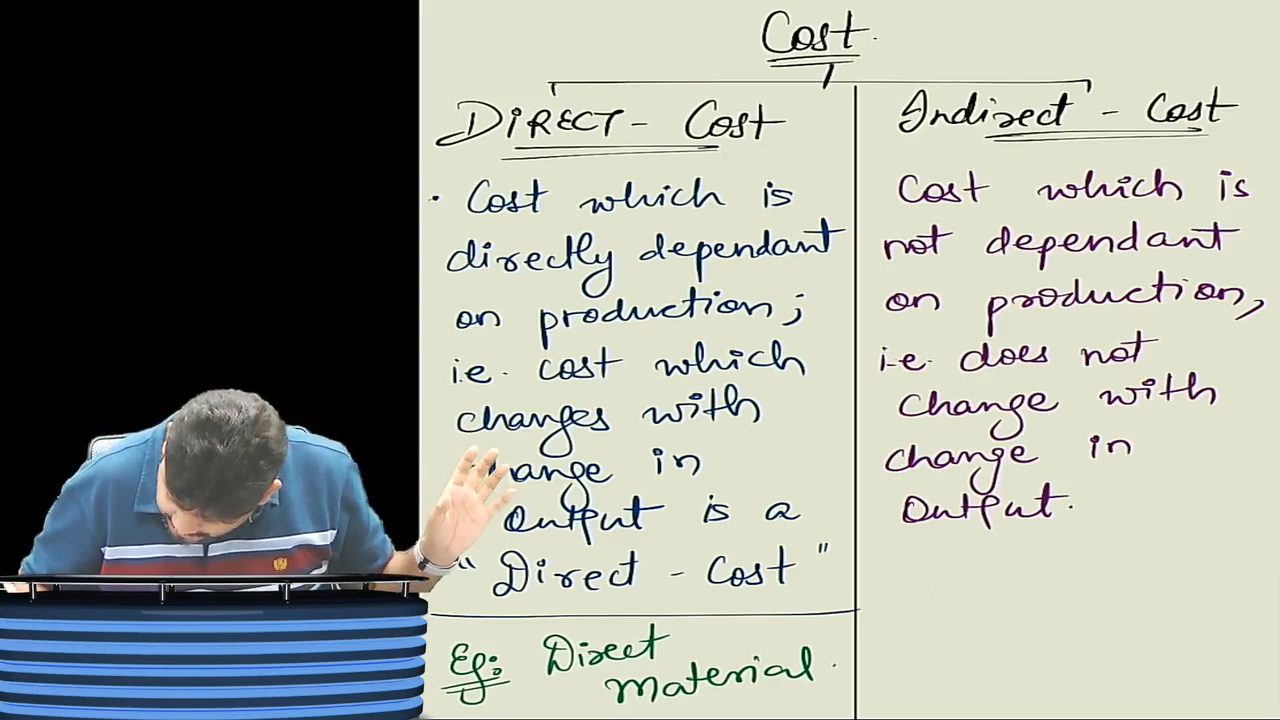 Cost.
DIRECT - Cost
• Cost which is
directly dependant
on production;
i.e. cost which
changes with
in
Output is a
"Direct - Cost"
Eg: Direct
Material.
Indirect - Cost
Cost which is
not dependant
on production,
i.e. does not
change with
change in
Output.